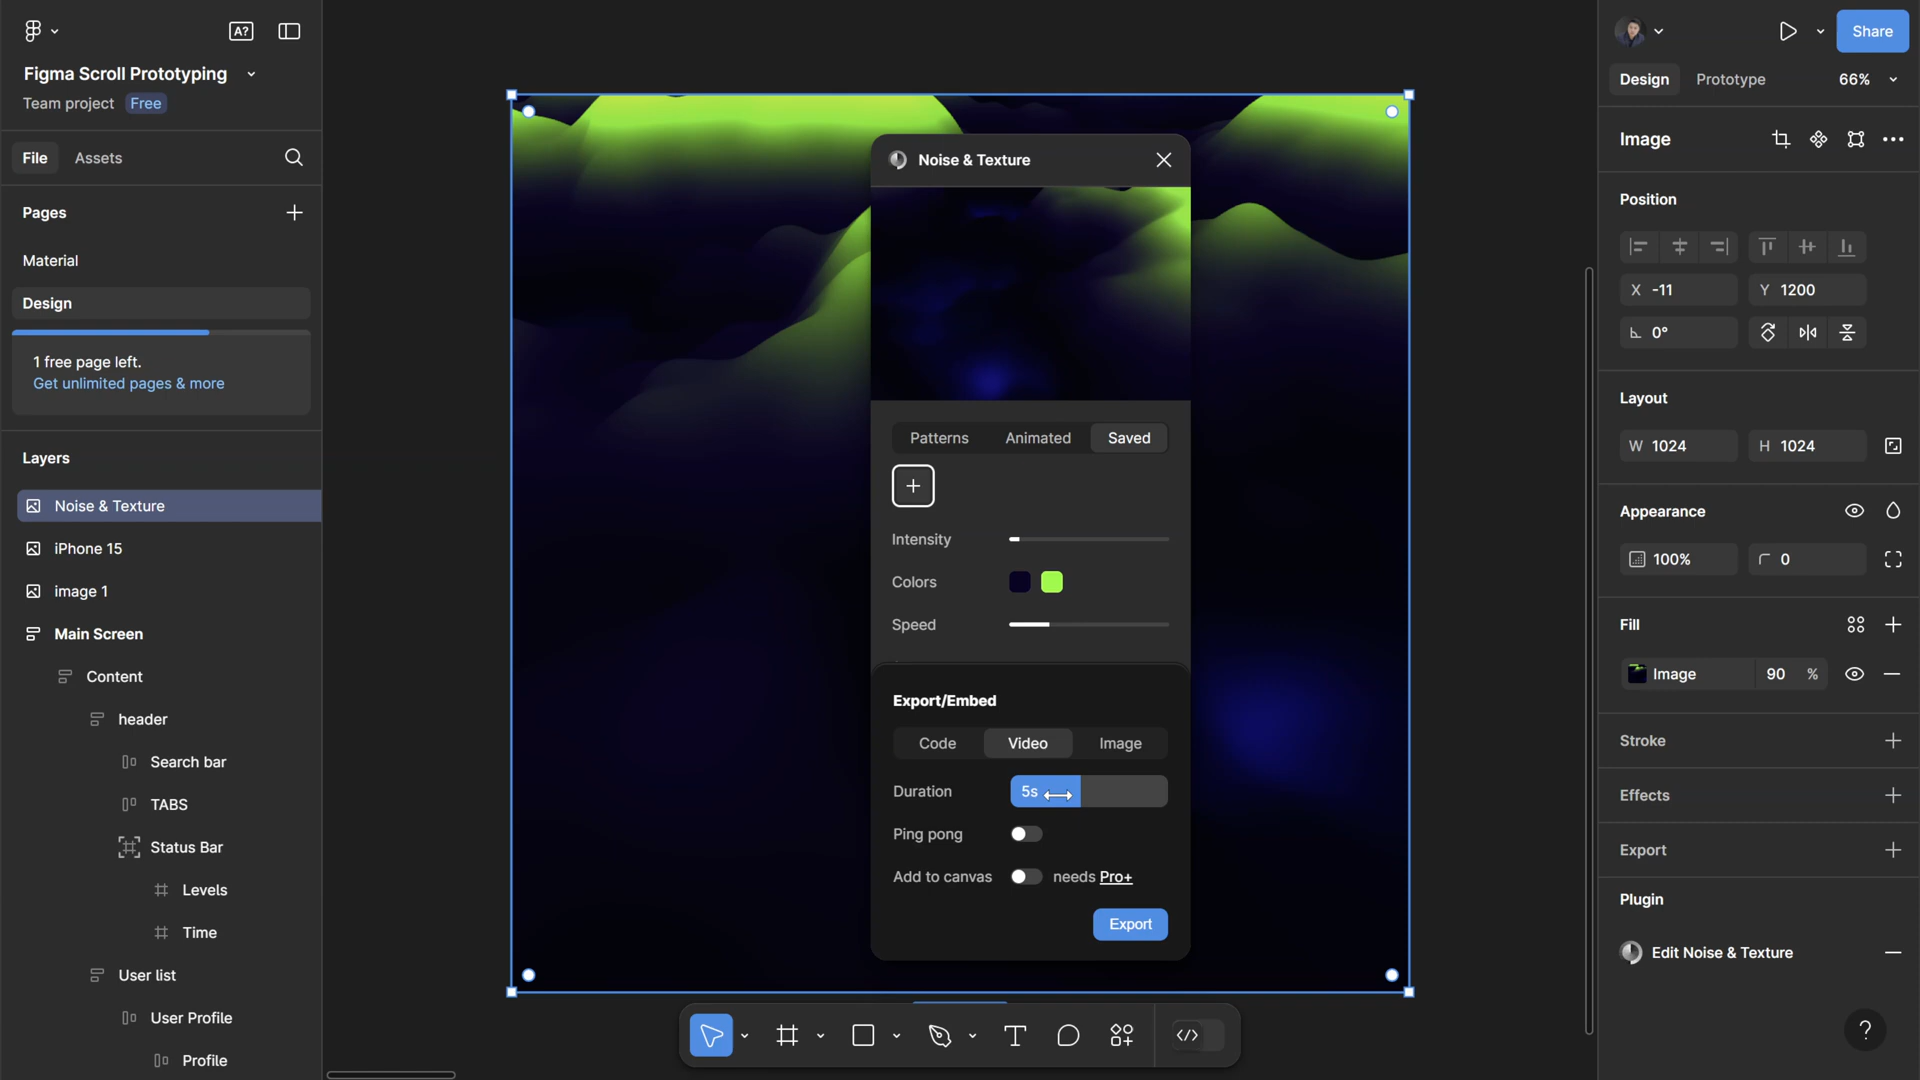 A?
Figma Scroll Prototyping
Team project Free
File Assets
Pages
Material
Design
1 free page left.
Get unlimited pages & more
Layers
Noise & Texture
iPhone 15
image 1
Main Screen
Content
header
Search bar
TABS
Status Bar
Levels
Time
User list
User Profile
Profile
Noise & Texture
Patterns Animated Saved
Intensity
Colors
Speed
Export/Embed
Code Video Image
Duration 5s
Ping pong
Add to canvas needs Pro+
Export
Share
Design Prototype 66%
Image
Position
X -11 Y 1200
0°
Layout
W 1024 H 1024
Appearance
100% 0
Fill
Image 90 %
Stroke
Effects
Export
Plugin
Edit Noise & Texture
?